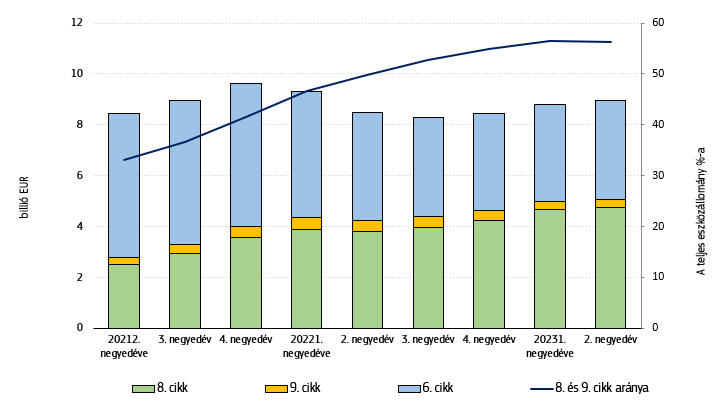 12
10
8
6
4
2
0
billió EUR
60
50
40
30
20
10
0
A teljes eszközállomány %-a
20212. negyedéve
3. negyedév
4. negyedév
20221. negyedéve
2. negyedév
3. negyedév
4. negyedév
20231. negyedéve
2. negyedév
8. cikk
9. cikk
6. cikk
8. és 9. cikk aránya